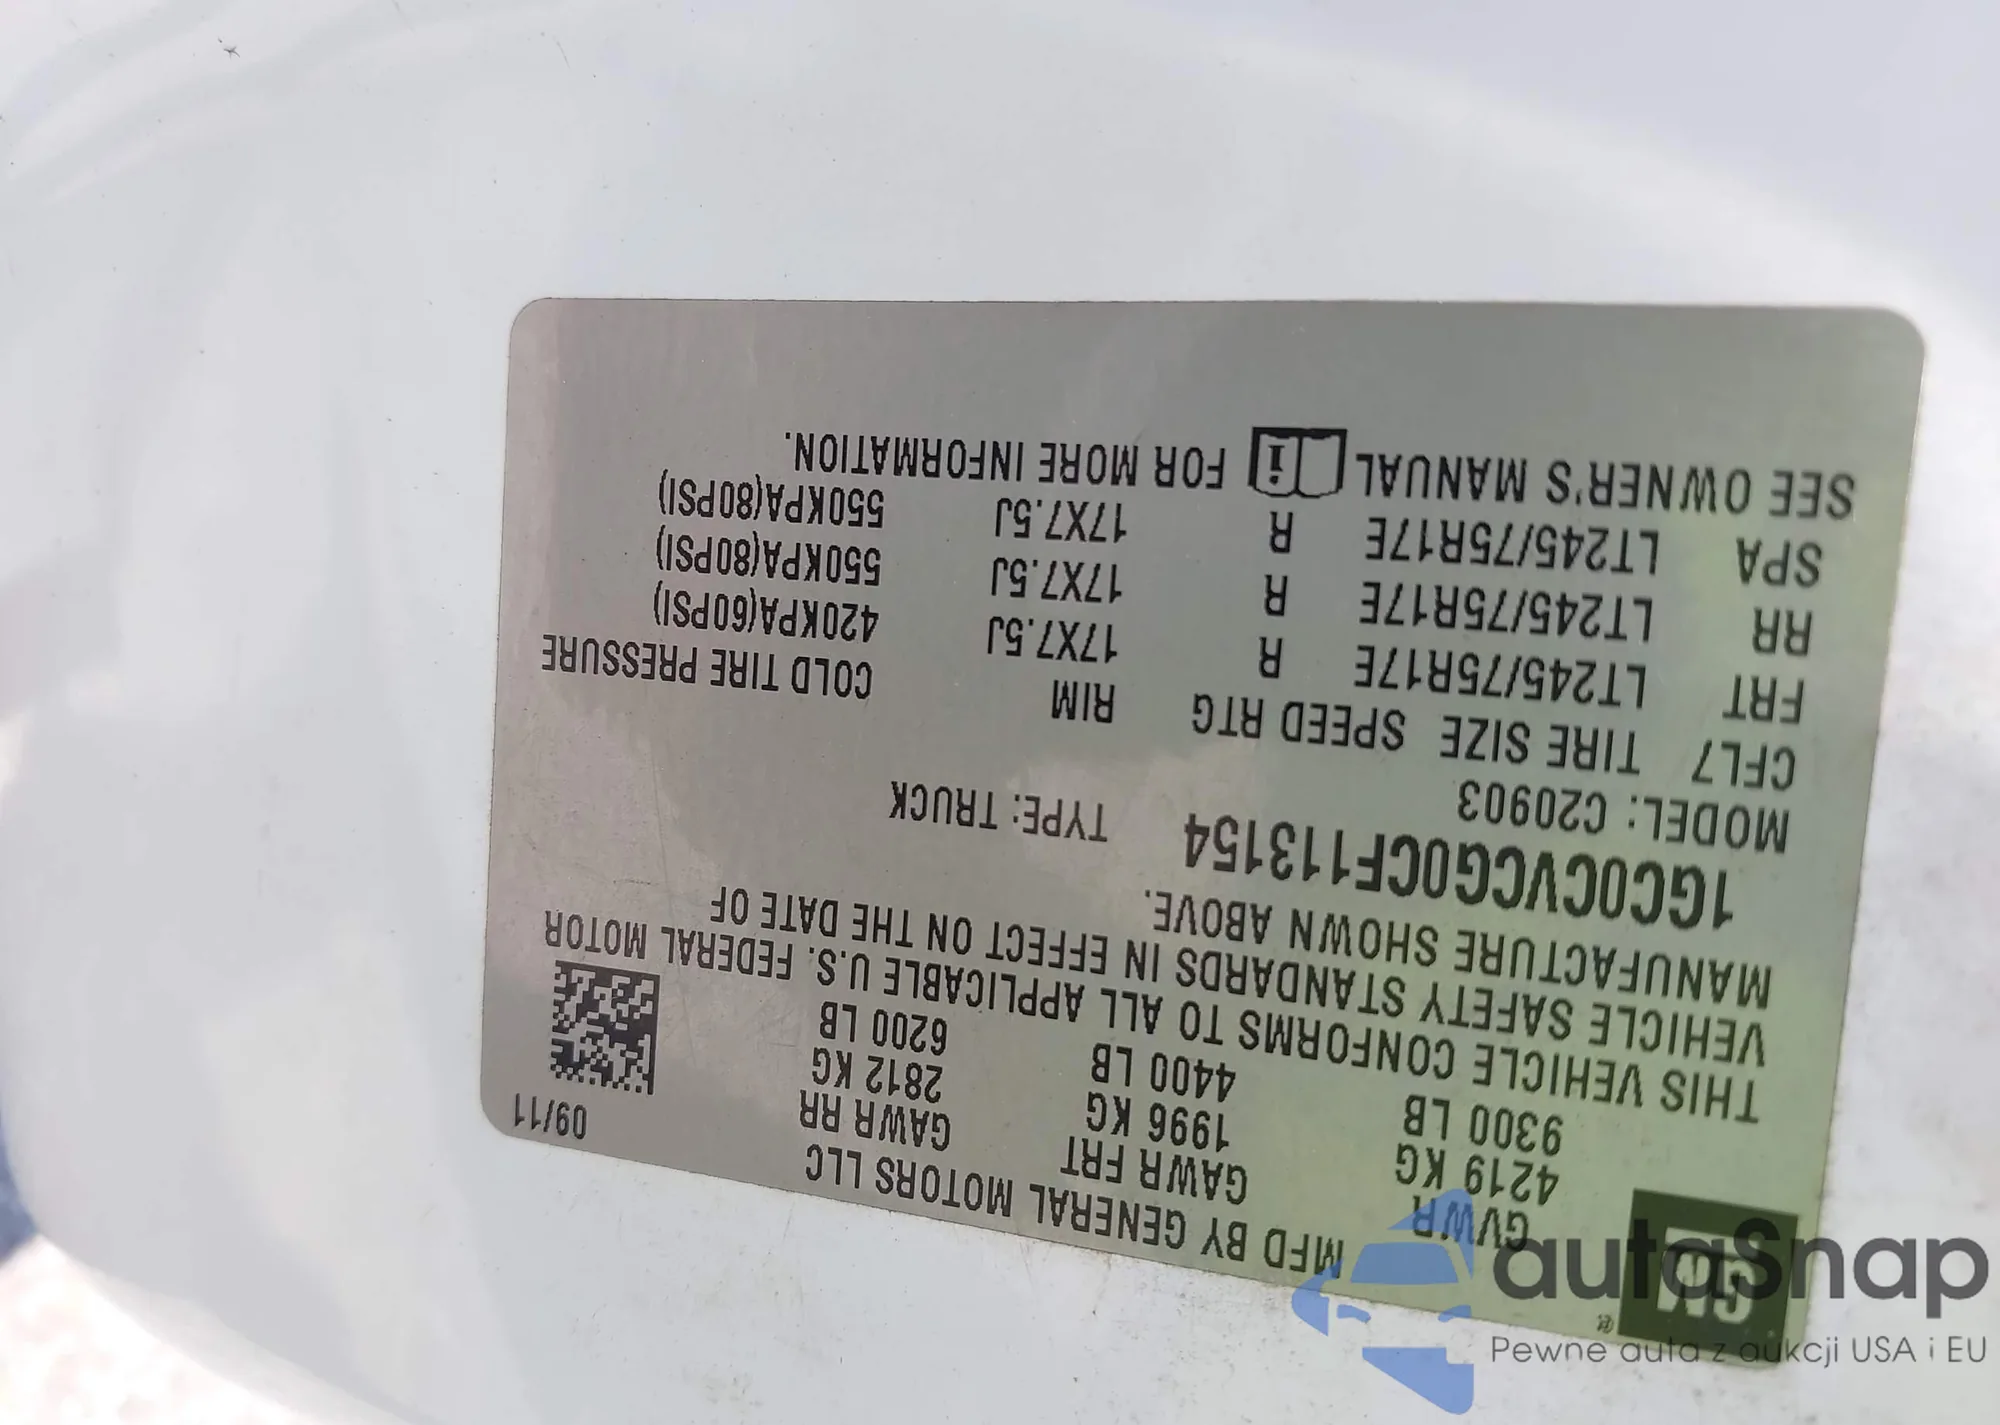 GM ®
MFD BY GENERAL MOTORS LLC 09/11
GVWR GAWR FRT GAWR RR
4219 KG 1996 KG 2812 KG
9300 LB 4400 LB 6200 LB
THIS VEHICLE CONFORMS TO ALL APPLICABLE U.S. FEDERAL MOTOR
VEHICLE SAFETY STANDARDS IN EFFECT ON THE DATE OF
MANUFACTURE SHOWN ABOVE.
1GC0CVCG0CF113154 TYPE: TRUCK
MODEL: C20903
CFL7 TIRE SIZE SPEED RTG RIM COLD TIRE PRESSURE
FRT LT245/75R17E R 17X7.5J 420KPA(60PSI)
RR LT245/75R17E R 17X7.5J 550KPA(80PSI)
SPA LT245/75R17E R 17X7.5J 550KPA(80PSI)
SEE OWNER'S MANUAL i FOR MORE INFORMATION.
autaSnap
Pewne auta z aukcji USA i EU